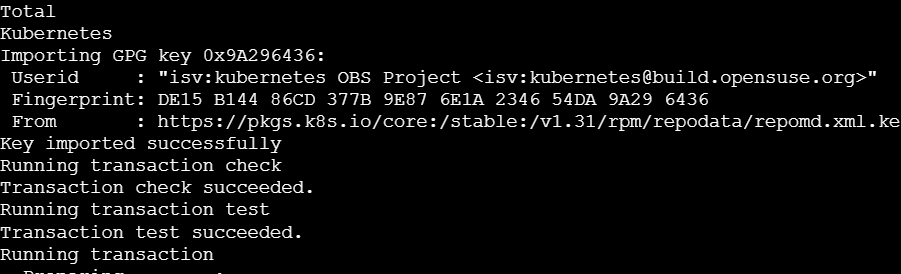 Total
Kubernetes
Importing GPG key 0x9A296436:
 Userid     : "isv:kubernetes OBS Project <isv:kubernetes@build.opensuse.org>"
 Fingerprint: DE15 B144 86CD 377B 9E87 6E1A 2346 54DA 9A29 6436
 From       : https://pkgs.k8s.io/core:/stable:/v1.31/rpm/repodata/repomd.xml.ke
Key imported successfully
Running transaction check
Transaction check succeeded.
Running transaction test
Transaction test succeeded.
Running transaction
  Preparing        :